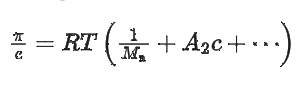 π/c = RT(1/Mₙ + A₂c + ⋯)